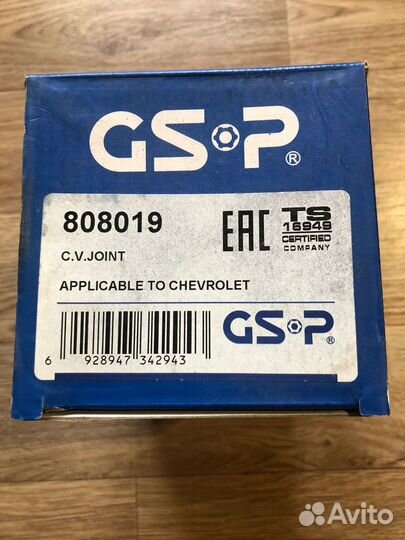 GSP®
808019
C.V.JOINT
APPLICABLE TO CHEVROLET
EAC
TS
16949
CERTIFIED
COMPANY
6 928947 342943
GSP®
Avito